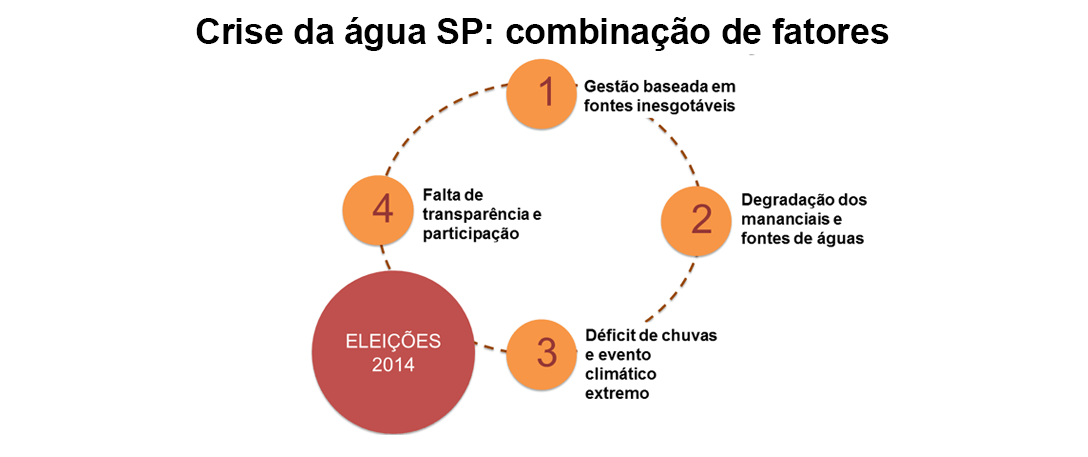 Crise da água SP: combinação de fatores
1
Gestão baseada em
fontes inesgotáveis
2
Degradação dos
mananciais e
fontes de águas
3
Déficit de chuvas
e evento
climático
extremo
4
Falta de
transparência e
participação
ELEIÇÕES
2014